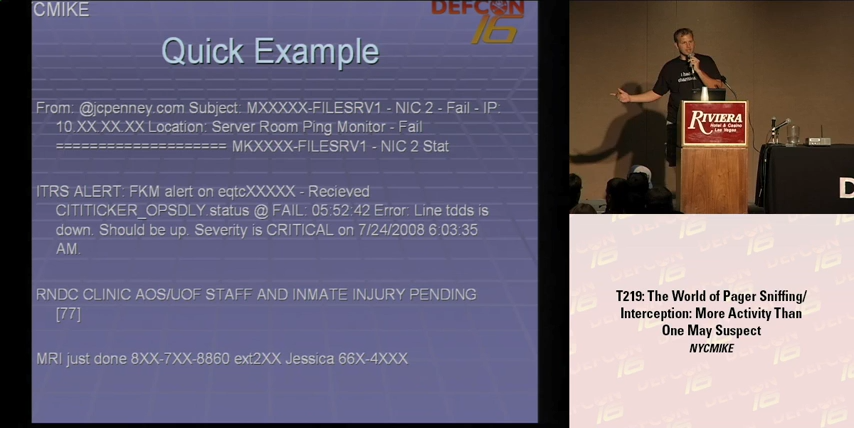 CMIKE
DEFCON
16
Quick Example
From: @jcpenney.com Subject: MXXXXX-FILESRV1 - NIC 2 - Fail - IP:
10.XX.XX.XX Location: Server Room Ping Monitor - Fail
==================== MKXXXX-FILESRV1 - NIC 2 Stat
ITRS ALERT: FKM alert on eqtcXXXXX - Recieved
CITITICKER_OPSDLY.status @ FAIL: 05:52:42 Error: Line tdds is
down. Should be up. Severity is CRITICAL on 7/24/2008 6:03:35
AM.
RNDC CLINIC AOS/UOF STAFF AND INMATE INJURY PENDING
[77]
MRI just done 8XX-7XX-8860 ext2XX Jessica 66X-4XXX
i had
RIVIERA
Hotel & Casino
Las Vegas
D
T219: The World of Pager Sniffing/
Interception: More Activity Than
One May Suspect
NYCMIKE